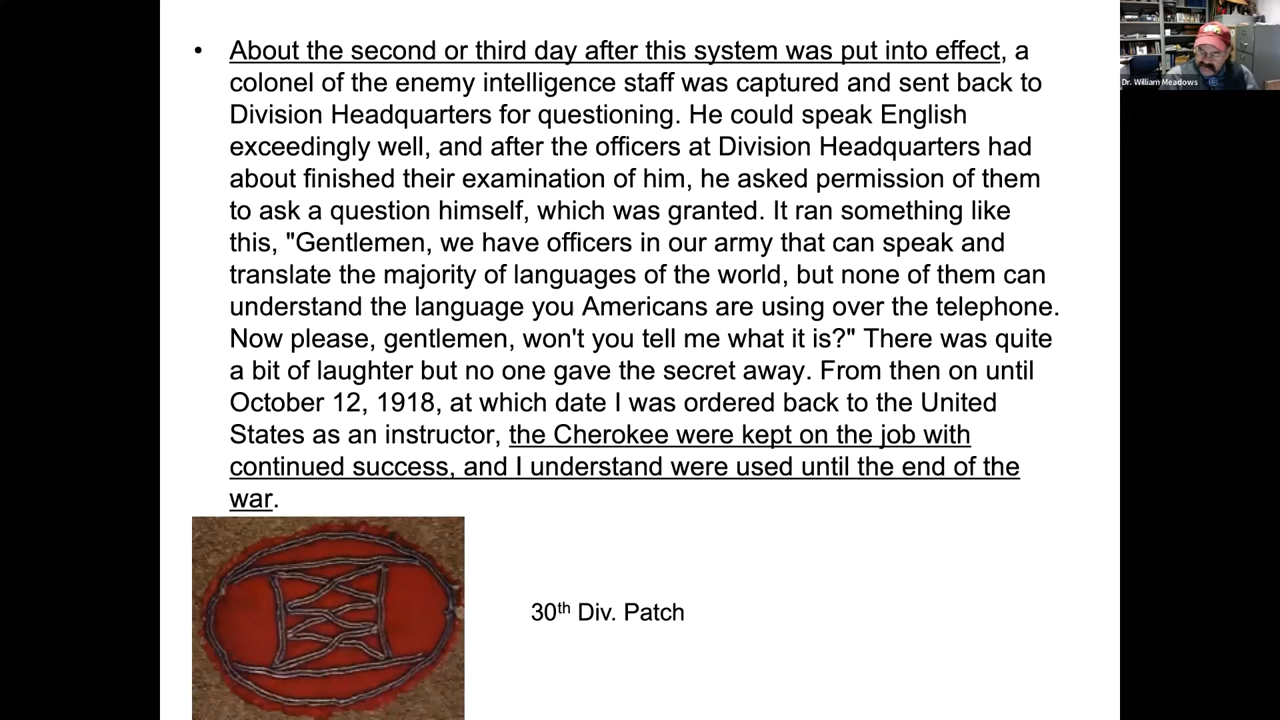 • About the second or third day after this system was put into effect, a
colonel of the enemy intelligence staff was captured and sent back to
Division Headquarters for questioning. He could speak English
exceedingly well, and after the officers at Division Headquarters had
about finished their examination of him, he asked permission of them
to ask a question himself, which was granted. It ran something like
this, "Gentlemen, we have officers in our army that can speak and
translate the majority of languages of the world, but none of them can
understand the language you Americans are using over the telephone.
Now please, gentlemen, won't you tell me what it is?" There was quite
a bit of laughter but no one gave the secret away. From then on until
October 12, 1918, at which date I was ordered back to the United
States as an instructor, the Cherokee were kept on the job with
continued success, and I understand were used until the end of the
war.
30th Div. Patch
Dr. William Meadows